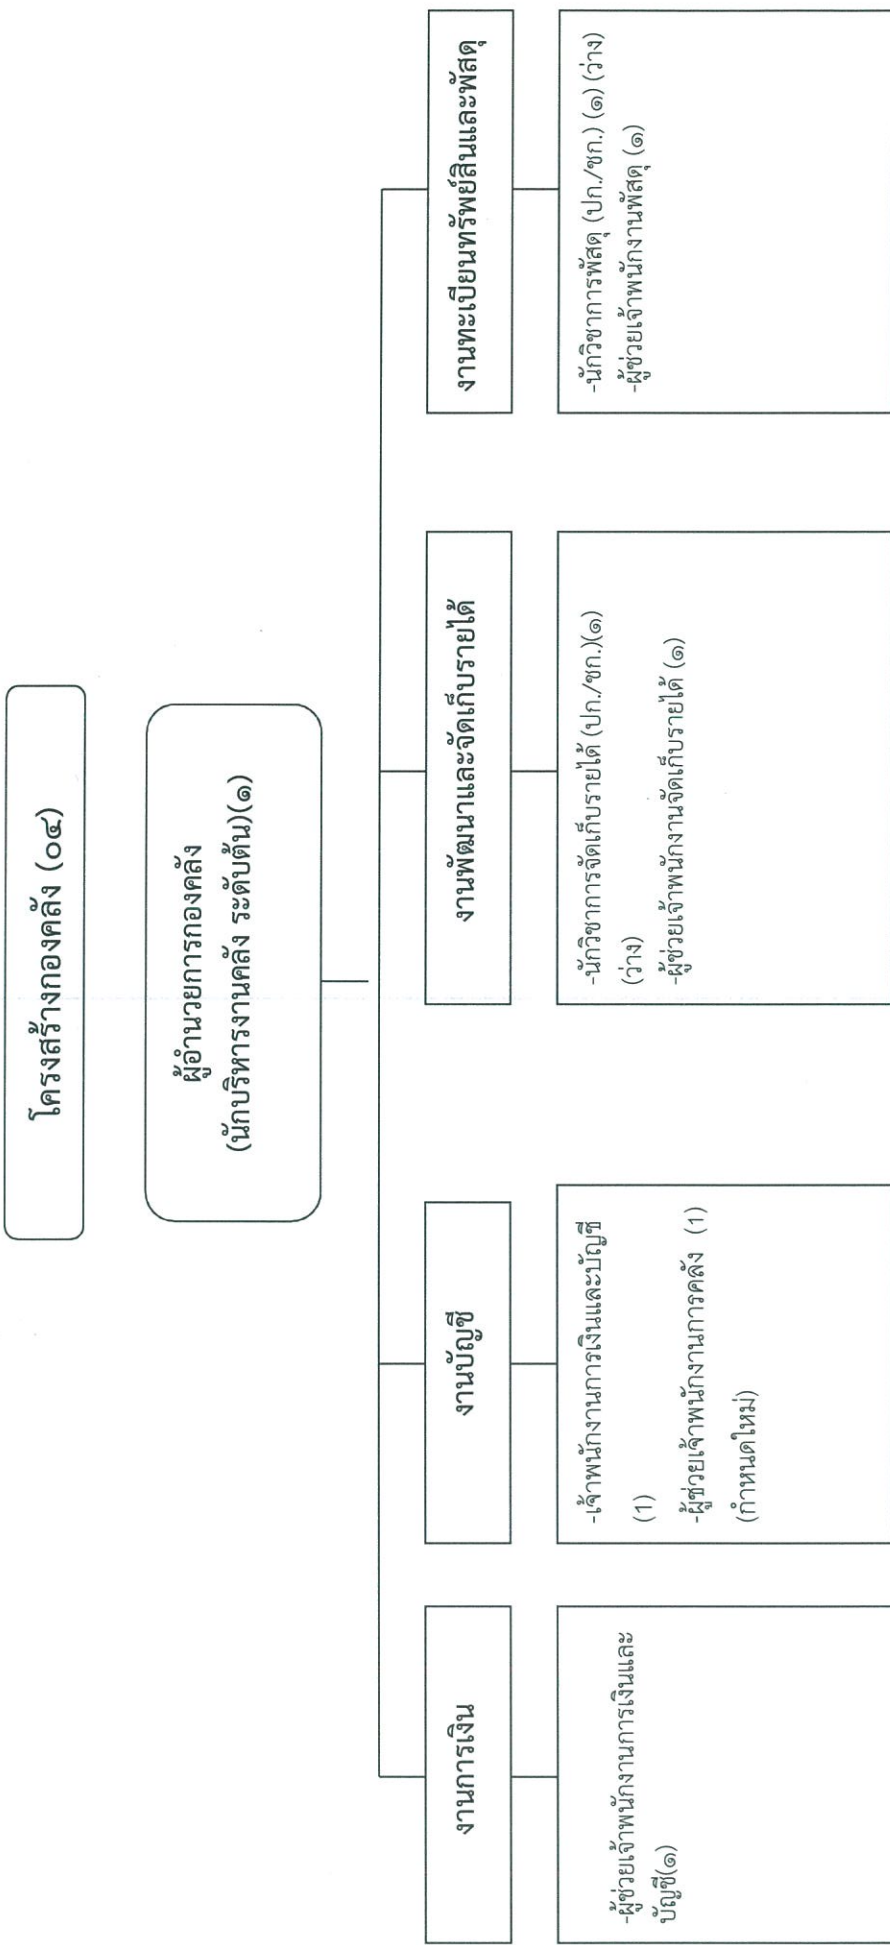 โครงสร้างกองคลัง (๐๔)
ผู้อำนวยการกองคลัง
(นักบริหารงานคลัง ระดับต้น)(๑)
งานการเงิน
-ผู้ช่วยเจ้าพนักงานการเงินและ
บัญชี(๑)
งานบัญชี
-เจ้าพนักงานการเงินและบัญชี
(1)
-ผู้ช่วยเจ้าพนักงานการคลัง (1)
(กำหนดใหม่)
งานพัฒนาและจัดเก็บรายได้
-นักวิชาการจัดเก็บรายได้ (ปก./ชก.)(๑)
(ว่าง)
-ผู้ช่วยเจ้าพนักงานจัดเก็บรายได้ (๑)
งานทะเบียนทรัพย์สินและพัสดุ
-นักวิชาการพัสดุ (ปก./ชก.) (๑) (ว่าง)
-ผู้ช่วยเจ้าพนักงานพัสดุ (๑)